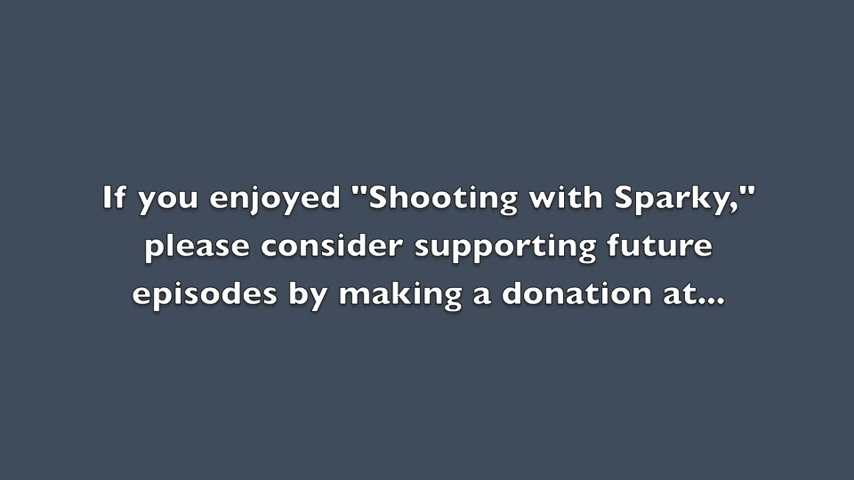 If you enjoyed "Shooting with Sparky,"
please consider supporting future
episodes by making a donation at...